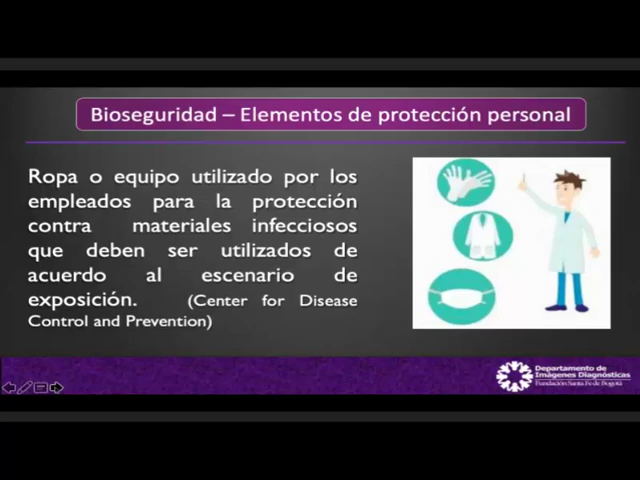 Bioseguridad – Elementos de protección personal
Ropa o equipo utilizado por los
empleados para la protección
contra materiales infecciosos
que deben ser utilizados de
acuerdo al escenario de
exposición. (Center for Disease
Control and Prevention)
Departamento de
Imágenes Diagnósticas
Fundación Santa Fe de Bogotá